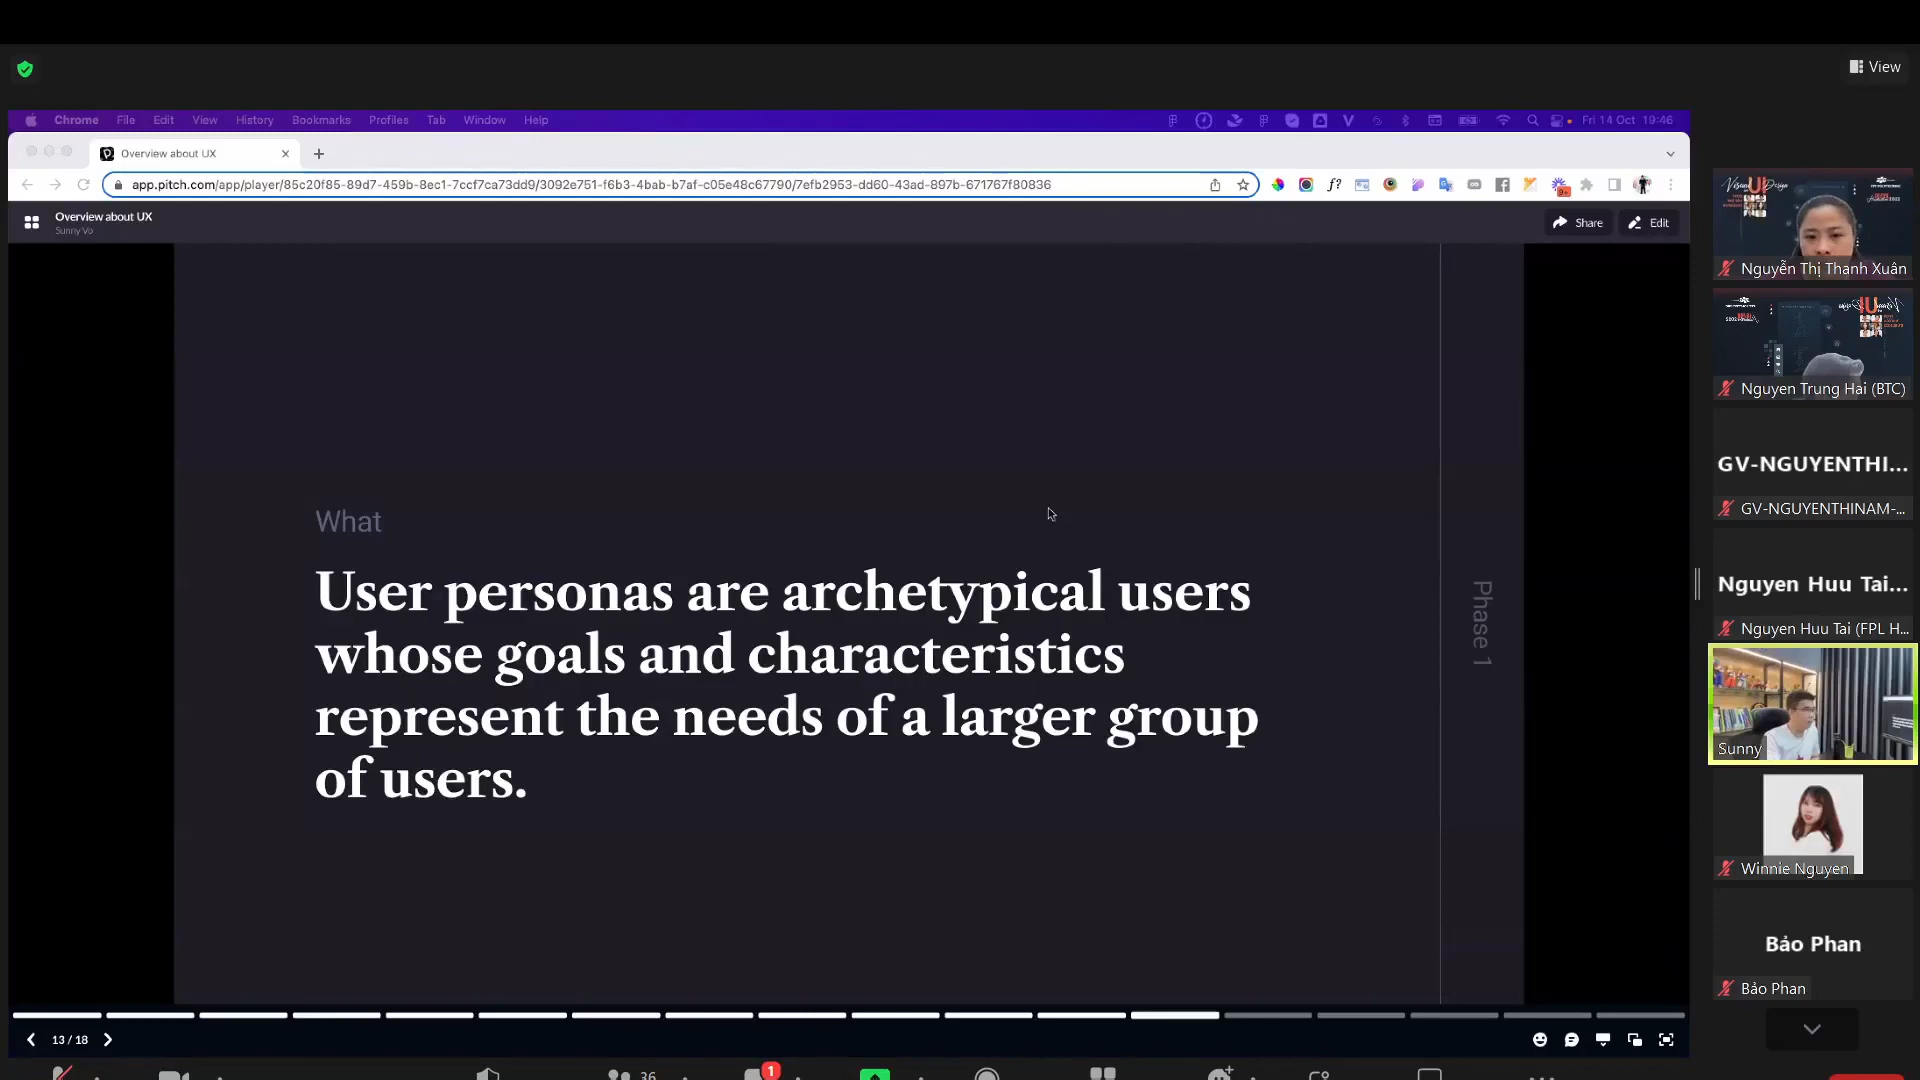 View
Chrome File Edit View History Bookmarks Profiles Tab Window Help
Fri 14 Oct 19:46
Overview about UX
app.pitch.com/app/player/85c20f85-89d7-459b-8ec1-7ccf7ca73dd9/3092e751-f6b3-4bab-b7af-c05e48c67790/7efb2953-dd60-43ad-897b-671767f80836
f?
9+
Overview about UX
Sunny Vo
Share
Edit
What
User personas are archetypical users
whose goals and characteristics
represent the needs of a larger group
of users.
Phase 1
13 / 18
Nguyễn Thị Thanh Xuân
Nguyen Trung Hai (BTC)
GV-NGUYENTHI...
GV-NGUYENTHINAM-...
Nguyen Huu Tai...
Nguyen Huu Tai (FPL H...
Sunny
Winnie Nguyen
Bảo Phan
Bảo Phan
36
1